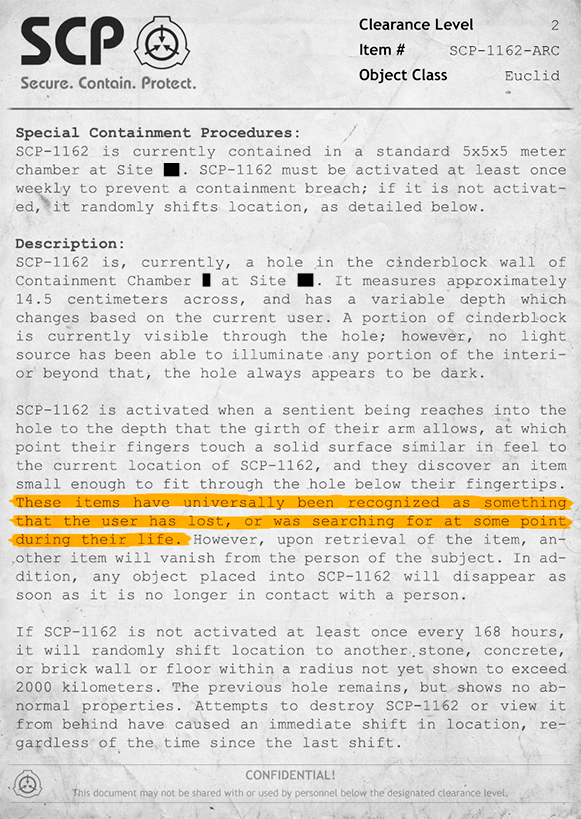 SCP
Secure. Contain. Protect.
Clearance Level 2
Item # SCP-1162-ARC
Object Class Euclid
Special Containment Procedures:
SCP-1162 is currently contained in a standard 5x5x5 meter
chamber at Site ██. SCP-1162 must be activated at least once
weekly to prevent a containment breach; if it is not activat-
ed, it randomly shifts location, as detailed below.
Description:
SCP-1162 is, currently, a hole in the cinderblock wall of
Containment Chamber █ at Site ██. It measures approximately
14.5 centimeters across, and has a variable depth which
changes based on the current user. A portion of cinderblock
is currently visible through the hole; however, no light
source has been able to illuminate any portion of the interi-
or beyond that, the hole always appears to be dark.
SCP-1162 is activated when a sentient being reaches into the
hole to the depth that the girth of their arm allows, at which
point their fingers touch a solid surface similar in feel to
the current location of SCP-1162, and they discover an item
small enough to fit through the hole below their fingertips.
These items have universally been recognized as something
that the user has lost, or was searching for at some point
during their life. However, upon retrieval of the item, an-
other item will vanish from the person of the subject. In ad-
dition, any object placed into SCP-1162 will disappear as
soon as it is no longer in contact with a person.
If SCP-1162 is not activated at least once every 168 hours,
it will randomly shift location to another stone, concrete,
or brick wall or floor within a radius not yet shown to exceed
2000 kilometers. The previous hole remains, but shows no ab-
normal properties. Attempts to destroy SCP-1162 or view it
from behind have caused an immediate shift in location, re-
gardless of the time since the last shift.
CONFIDENTIAL!
This document may not be shared with or used by personnel below the designated clearance level.